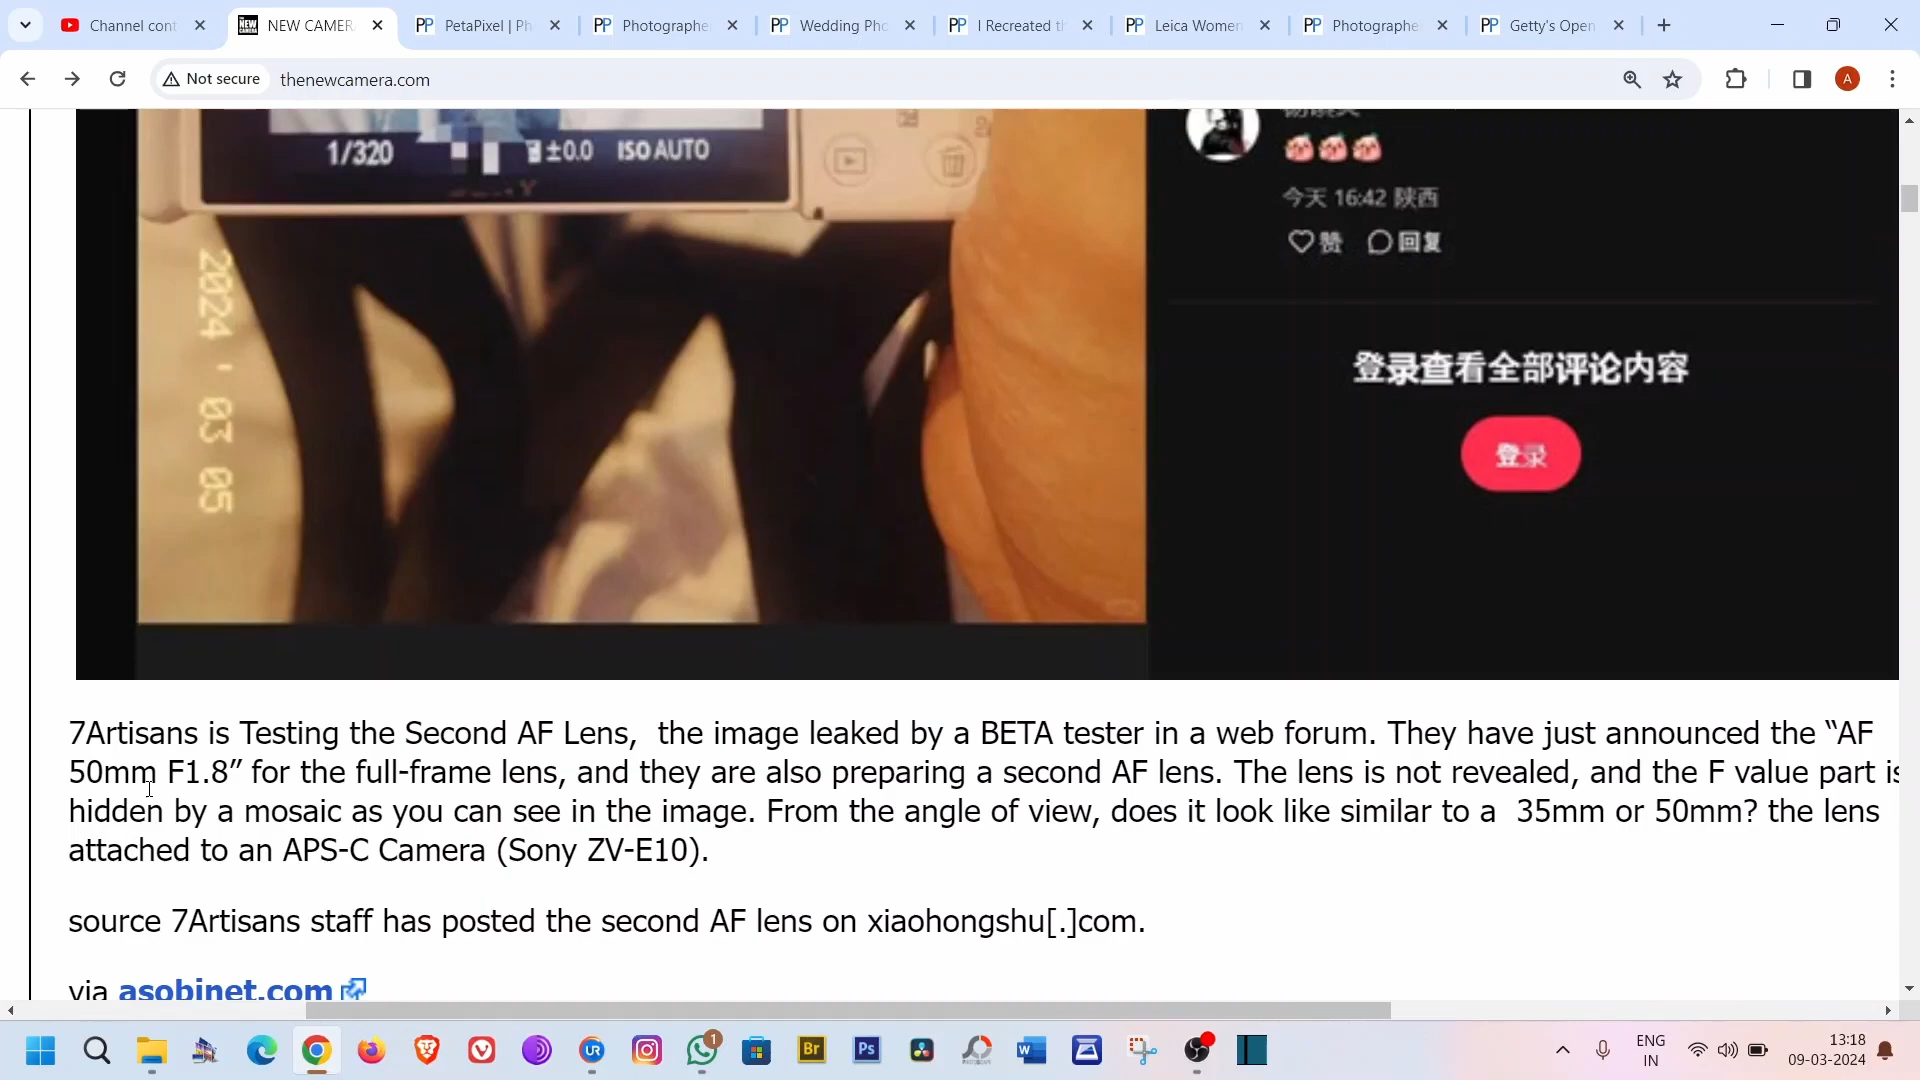 Channel cont
NEW CAMER
PetaPixel | Ph
Photographe
Wedding Pho
I Recreated th
Leica Women
Photographe
Getty's Open
Not secure
thenewcamera.com
A
1/320
±0.0
ISO AUTO
2024 . 03 05
今天 16:42 陕西
赞
回复
登录查看全部评论内容
登录
7Artisans is Testing the Second AF Lens,  the image leaked by a BETA tester in a web forum. They have just announced the “AF
50mm F1.8” for the full-frame lens, and they are also preparing a second AF lens. The lens is not revealed, and the F value part is
hidden by a mosaic as you can see in the image. From the angle of view, does it look like similar to a  35mm or 50mm? the lens
attached to an APS-C Camera (Sony ZV-E10).
source 7Artisans staff has posted the second AF lens on xiaohongshu[.]com.
via asobinet.com
UR
1
Br
Ps
W
ENG
IN
13:18
09-03-2024